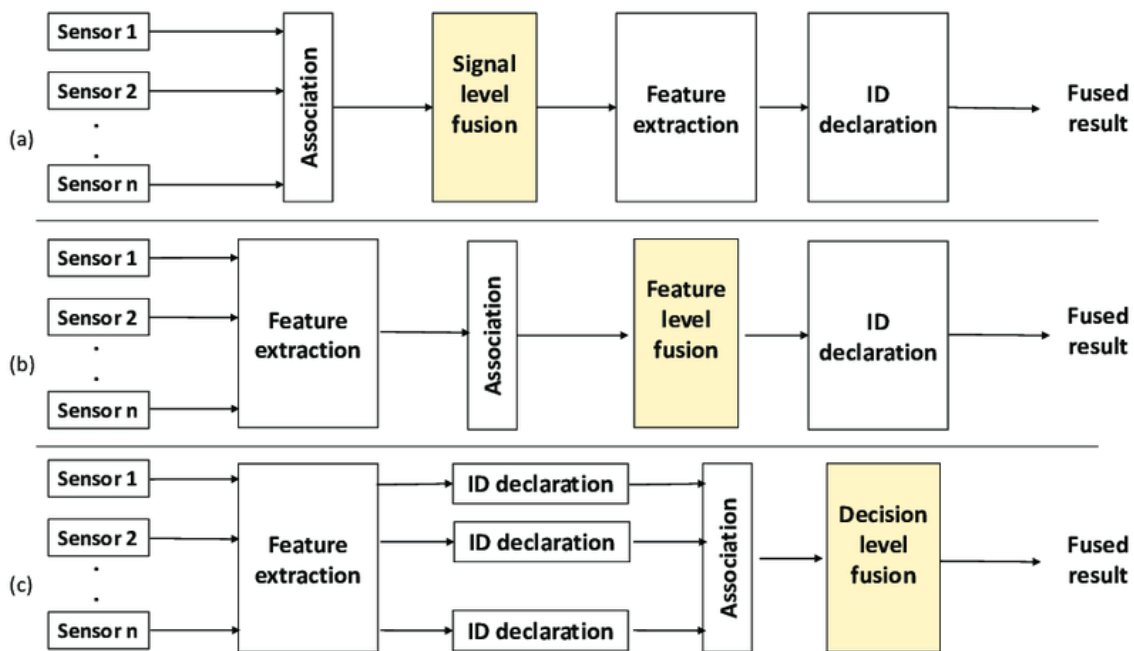 Sensor 1
Sensor 2
.
.
Sensor n
(a)
Association
Signal
level
fusion
Feature
extraction
ID
declaration
Fused
result
Sensor 1
Sensor 2
.
.
Sensor n
(b)
Feature
extraction
Association
Feature
level
fusion
ID
declaration
Fused
result
Sensor 1
Sensor 2
.
.
Sensor n
(c)
Feature
extraction
ID declaration
ID declaration
ID declaration
Association
Decision
level
fusion
Fused
result